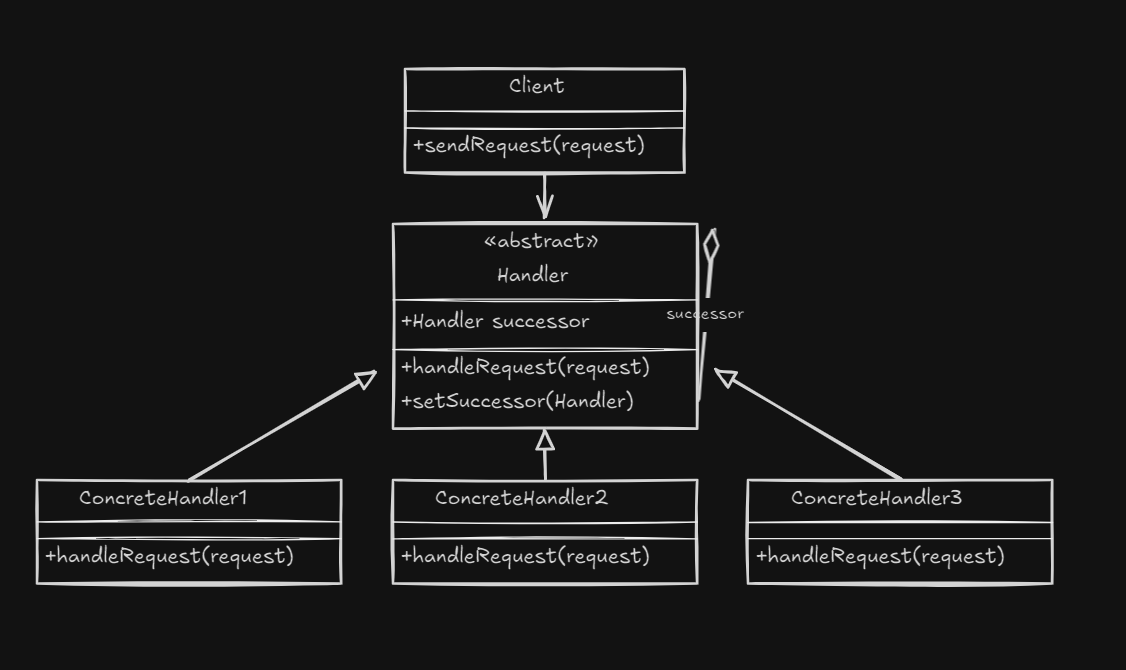 Client
+sendRequest(request)
«abstract»
Handler
+Handler successor
successor
+handleRequest(request)
+setSuccessor(Handler)
ConcreteHandler1
+handleRequest(request)
ConcreteHandler2
+handleRequest(request)
ConcreteHandler3
+handleRequest(request)